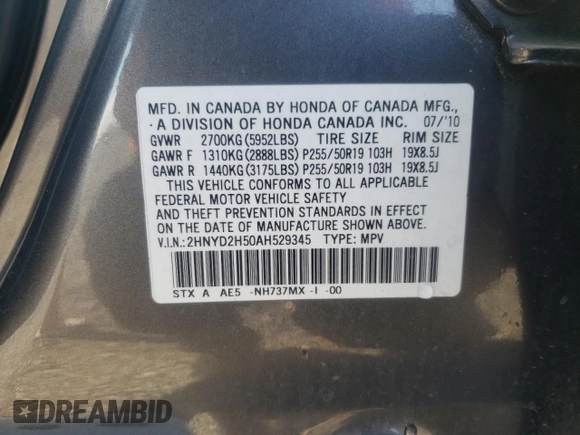 MFD. IN CANADA BY HONDA OF CANADA MFG.,
A DIVISION OF HONDA CANADA INC. 07/'10
GVWR 2700KG(5952LBS) TIRE SIZE RIM SIZE
GAWR F 1310KG(2888LBS) P255/50R19 103H 19X8.5J
GAWR R 1440KG(3175LBS) P255/50R19 103H 19X8.5J
THIS VEHICLE CONFORMS TO ALL APPLICABLE
FEDERAL MOTOR VEHICLE SAFETY
AND THEFT PREVENTION STANDARDS IN EFFECT
ON THE DATE OF MANUFACTURE SHOWN ABOVE.
V.I.N.: 2HNYD2H50AH529345 TYPE: MPV
STX A AE5 -NH737MX -I -00
DREAMBID